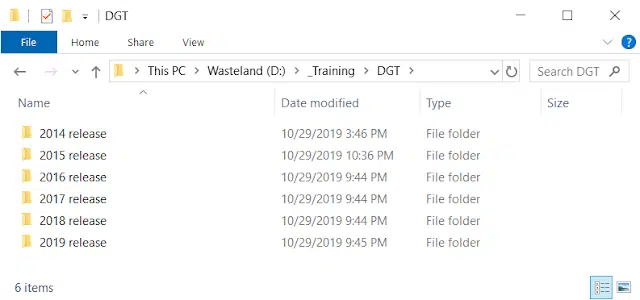 DGT
File Home Share View
This PC > Wasteland (D:) > _Training > DGT > Search DGT
Name Date modified Type Size
2014 release 10/29/2019 3:46 PM File folder
2015 release 10/29/2019 10:36 PM File folder
2016 release 10/29/2019 9:44 PM File folder
2017 release 10/29/2019 9:44 PM File folder
2018 release 10/29/2019 9:44 PM File folder
2019 release 10/29/2019 9:45 PM File folder
6 items